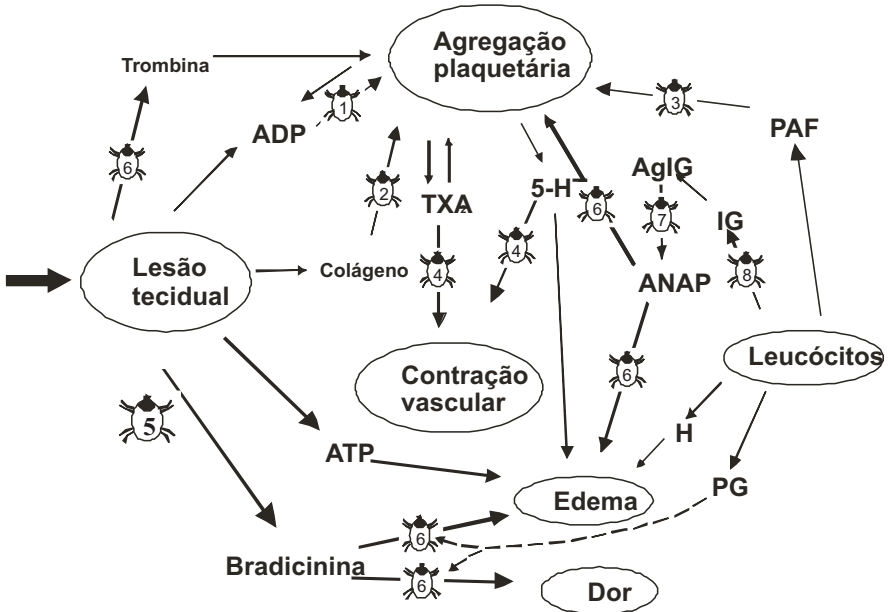 Agregação
plaquetária
Trombina
1
3
ADP
PAF
6
AgIG
2
5-HT
6
TXA
7
IG
4
4
8
Lesão
tecidual
Colágeno
ANAP
Leucócitos
Contração
vascular
6
5
H
ATP
PG
Edema
6
Bradicinina
6
Dor